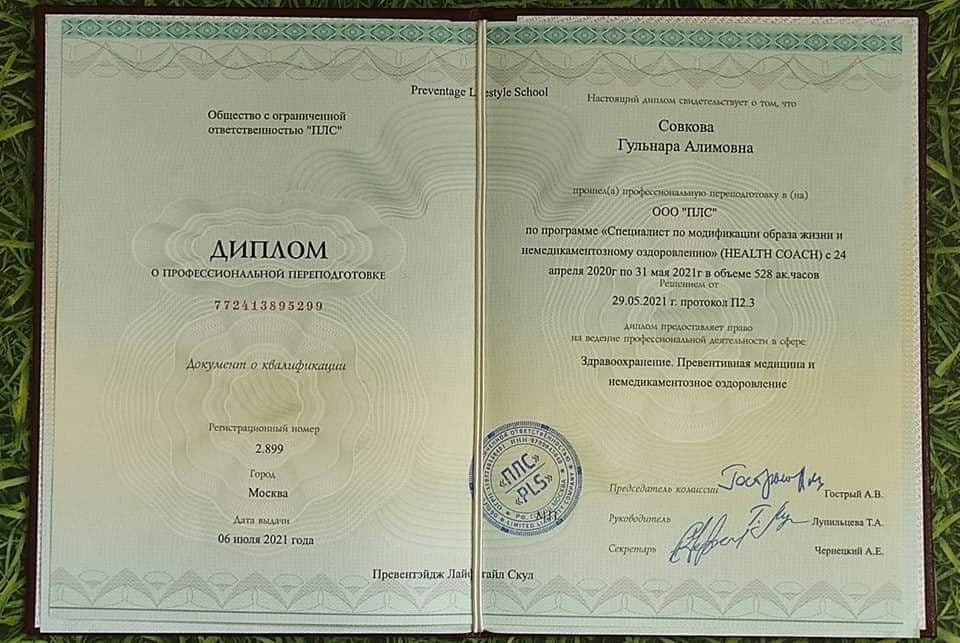 Preventage Lifestyle School
Общество с ограниченной
ответственностью "ПЛС"
ДИПЛОМ
О ПРОФЕССИОНАЛЬНОЙ ПЕРЕПОДГОТОВКЕ
772413895299
Документ о квалификации
Регистрационный номер
2.899
Город
Москва
Дата выдачи
06 июля 2021 года
Превентэйдж Лайфстайл Скул
Настоящий диплом свидетельствует о том, что
Совкова
Гульнара Алимовна
прошел(а) профессиональную переподготовку в (на)
ООО "ПЛС"
по программе «Специалист по модификации образа жизни и
немедикаментозному оздоровлению» (HEALTH COACH) с 24
апреля 2020г по 31 мая 2021г в объеме 528 ак.часов
Решением от
29.05.2021 г. протокол П2.3
диплом предоставляет право
на ведение профессиональной деятельности в сфере
Здравоохранение. Превентивная медицина и
немедикаментозное оздоровление
«ПЛС»
«PLS»
М.П.
Председатель комиссии Гострый А.В.
Руководитель Лупильцева Т.А.
Секретарь Чернецкий А.Е.